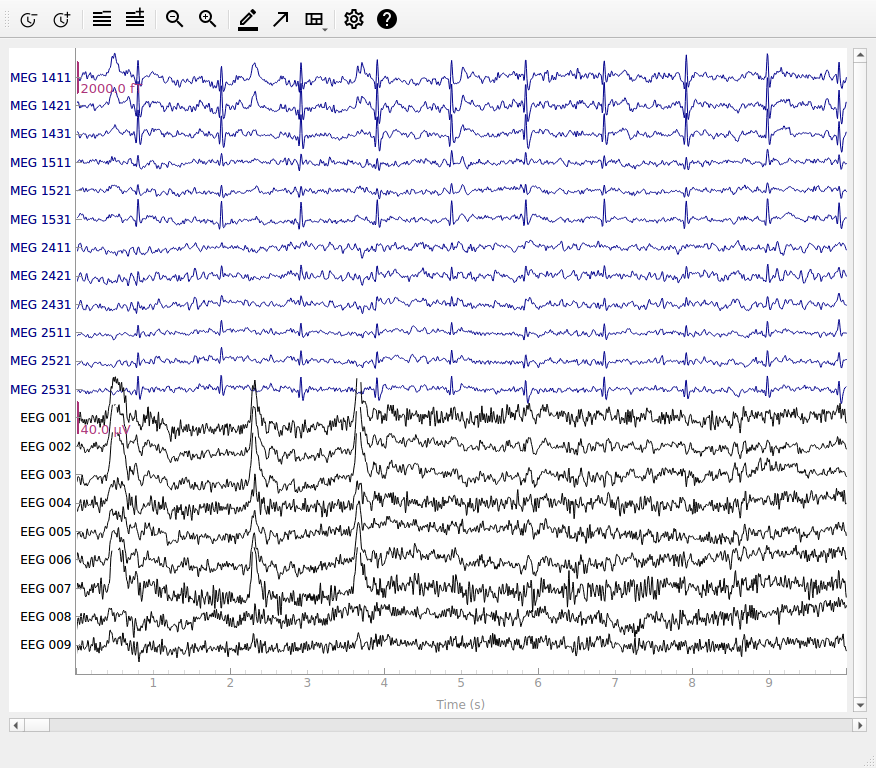 MEG 1411
2000.0 fT
MEG 1421
MEG 1431
MEG 1511
MEG 1521
MEG 1531
MEG 2411
MEG 2421
MEG 2431
MEG 2511
MEG 2521
MEG 2531
EEG 001
40.0 µV
EEG 002
EEG 003
EEG 004
EEG 005
EEG 006
EEG 007
EEG 008
EEG 009
1 2 3 4 5 6 7 8 9
Time (s)